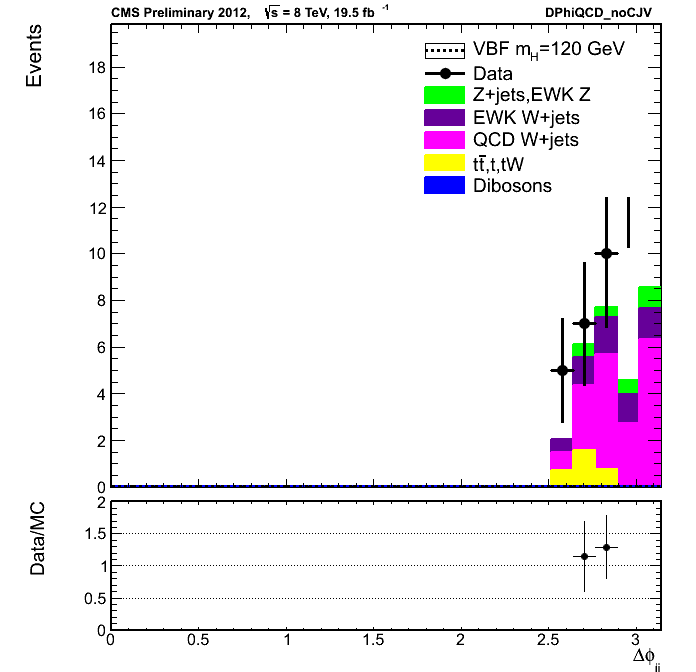 CMS Preliminary 2012, √s = 8 TeV, 19.5 fb⁻¹ DPhiQCD_noCJV
Events
VBF m_H=120 GeV
Data
Z+jets,EWK Z
EWK W+jets
QCD W+jets
tt̄,t,tW
Dibosons
18
16
14
12
10
8
6
4
2
0
Data/MC
2
1.5
1
0.5
0
0 0.5 1 1.5 2 2.5 3
Δϕ_jj